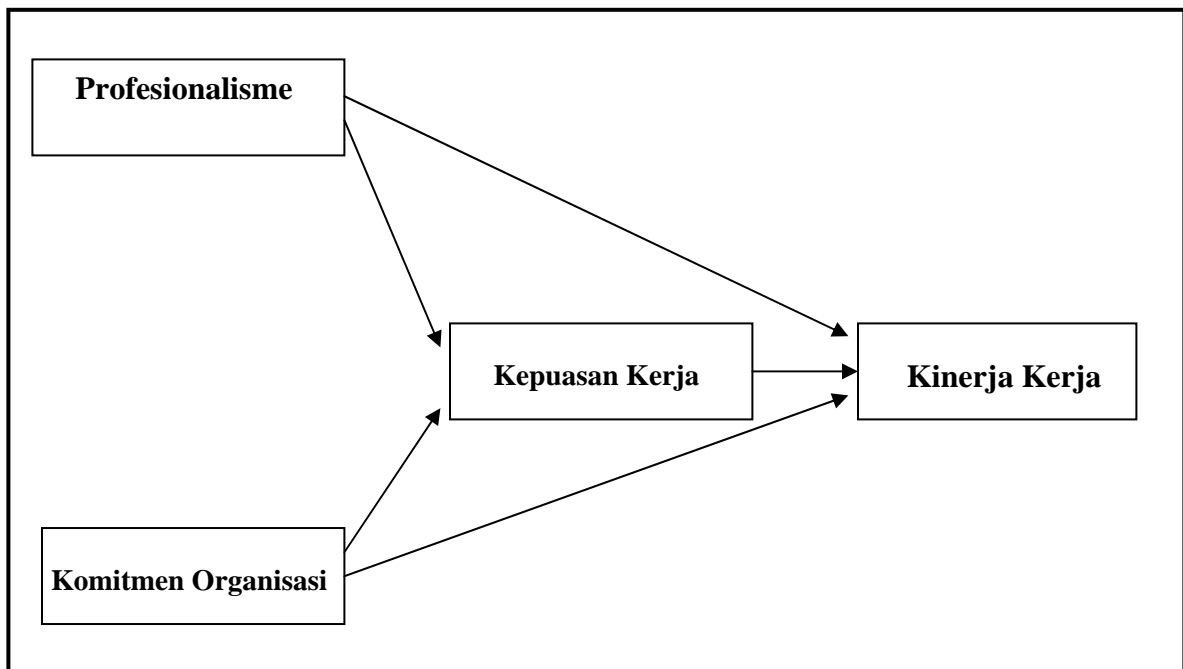 Profesionalisme
Kepuasan Kerja
Kinerja Kerja
Komitmen Organisasi